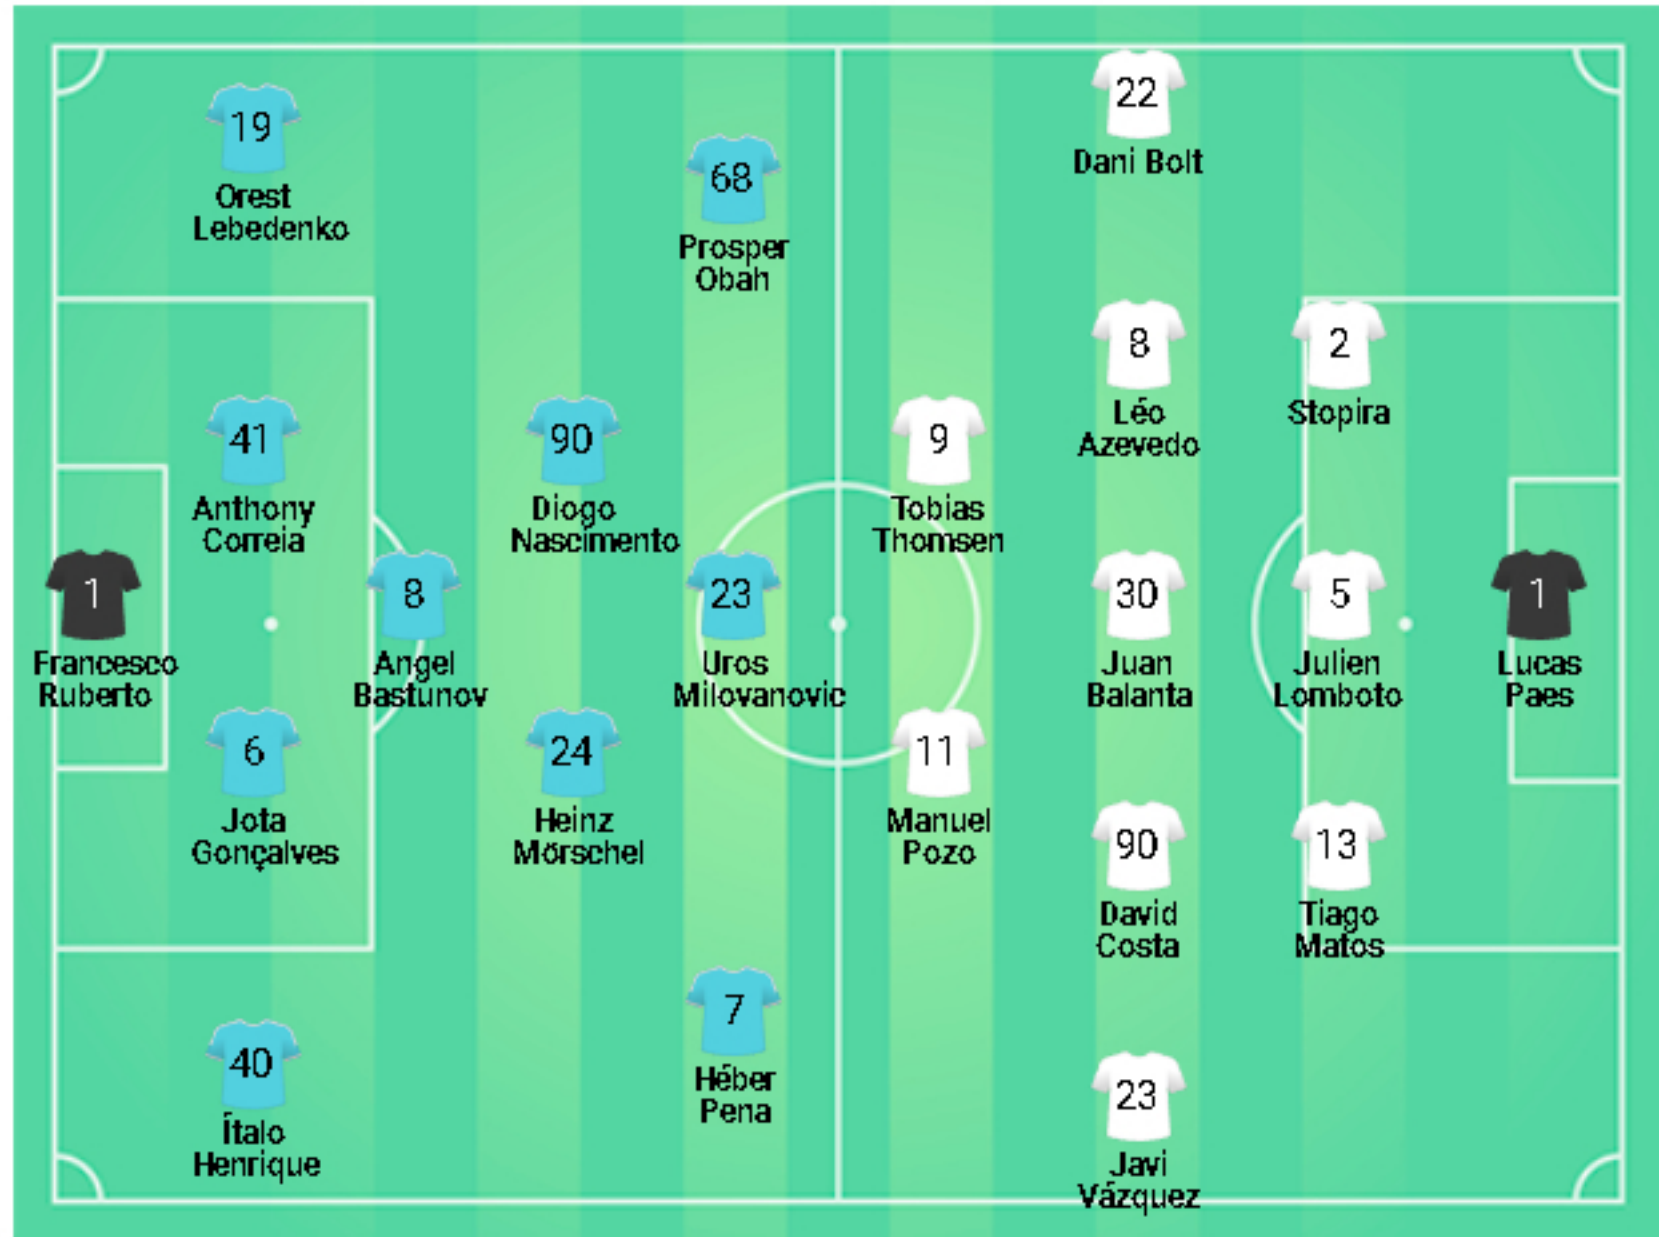 19
Orest
Lebedenko
41
Anthony
Correia
1
Francesco
Ruberto
6
Jota
Gonçalves
40
Ítalo
Henrique
8
Angel
Bastunov
90
Diogo
Nascimento
24
Heinz
Mörschel
68
Prosper
Obah
23
Uros
Milovanovic
7
Héber
Pena
9
Tobias
Thomsen
11
Manuel
Pozo
22
Dani Bolt
8
Léo
Azevedo
30
Juan
Balanta
90
David
Costa
23
Javi
Vázquez
2
Stopira
5
Julien
Lomboto
13
Tiago
Matos
1
Lucas
Paes